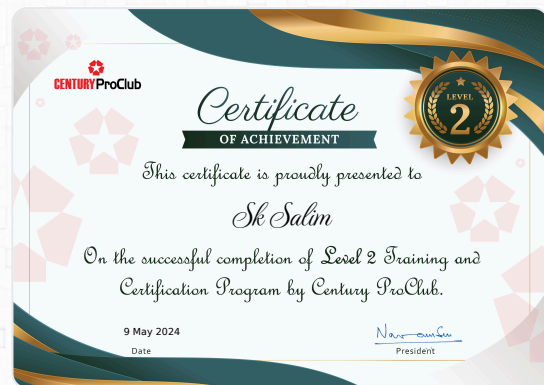 CENTURY ProClub
Certificate
OF ACHIEVEMENT
LEVEL
2
This certificate is proudly presented to
Sk Salim
On the successful completion of Level 2 Training and
Certification Program by Century ProClub.
9 May 2024
Date
President